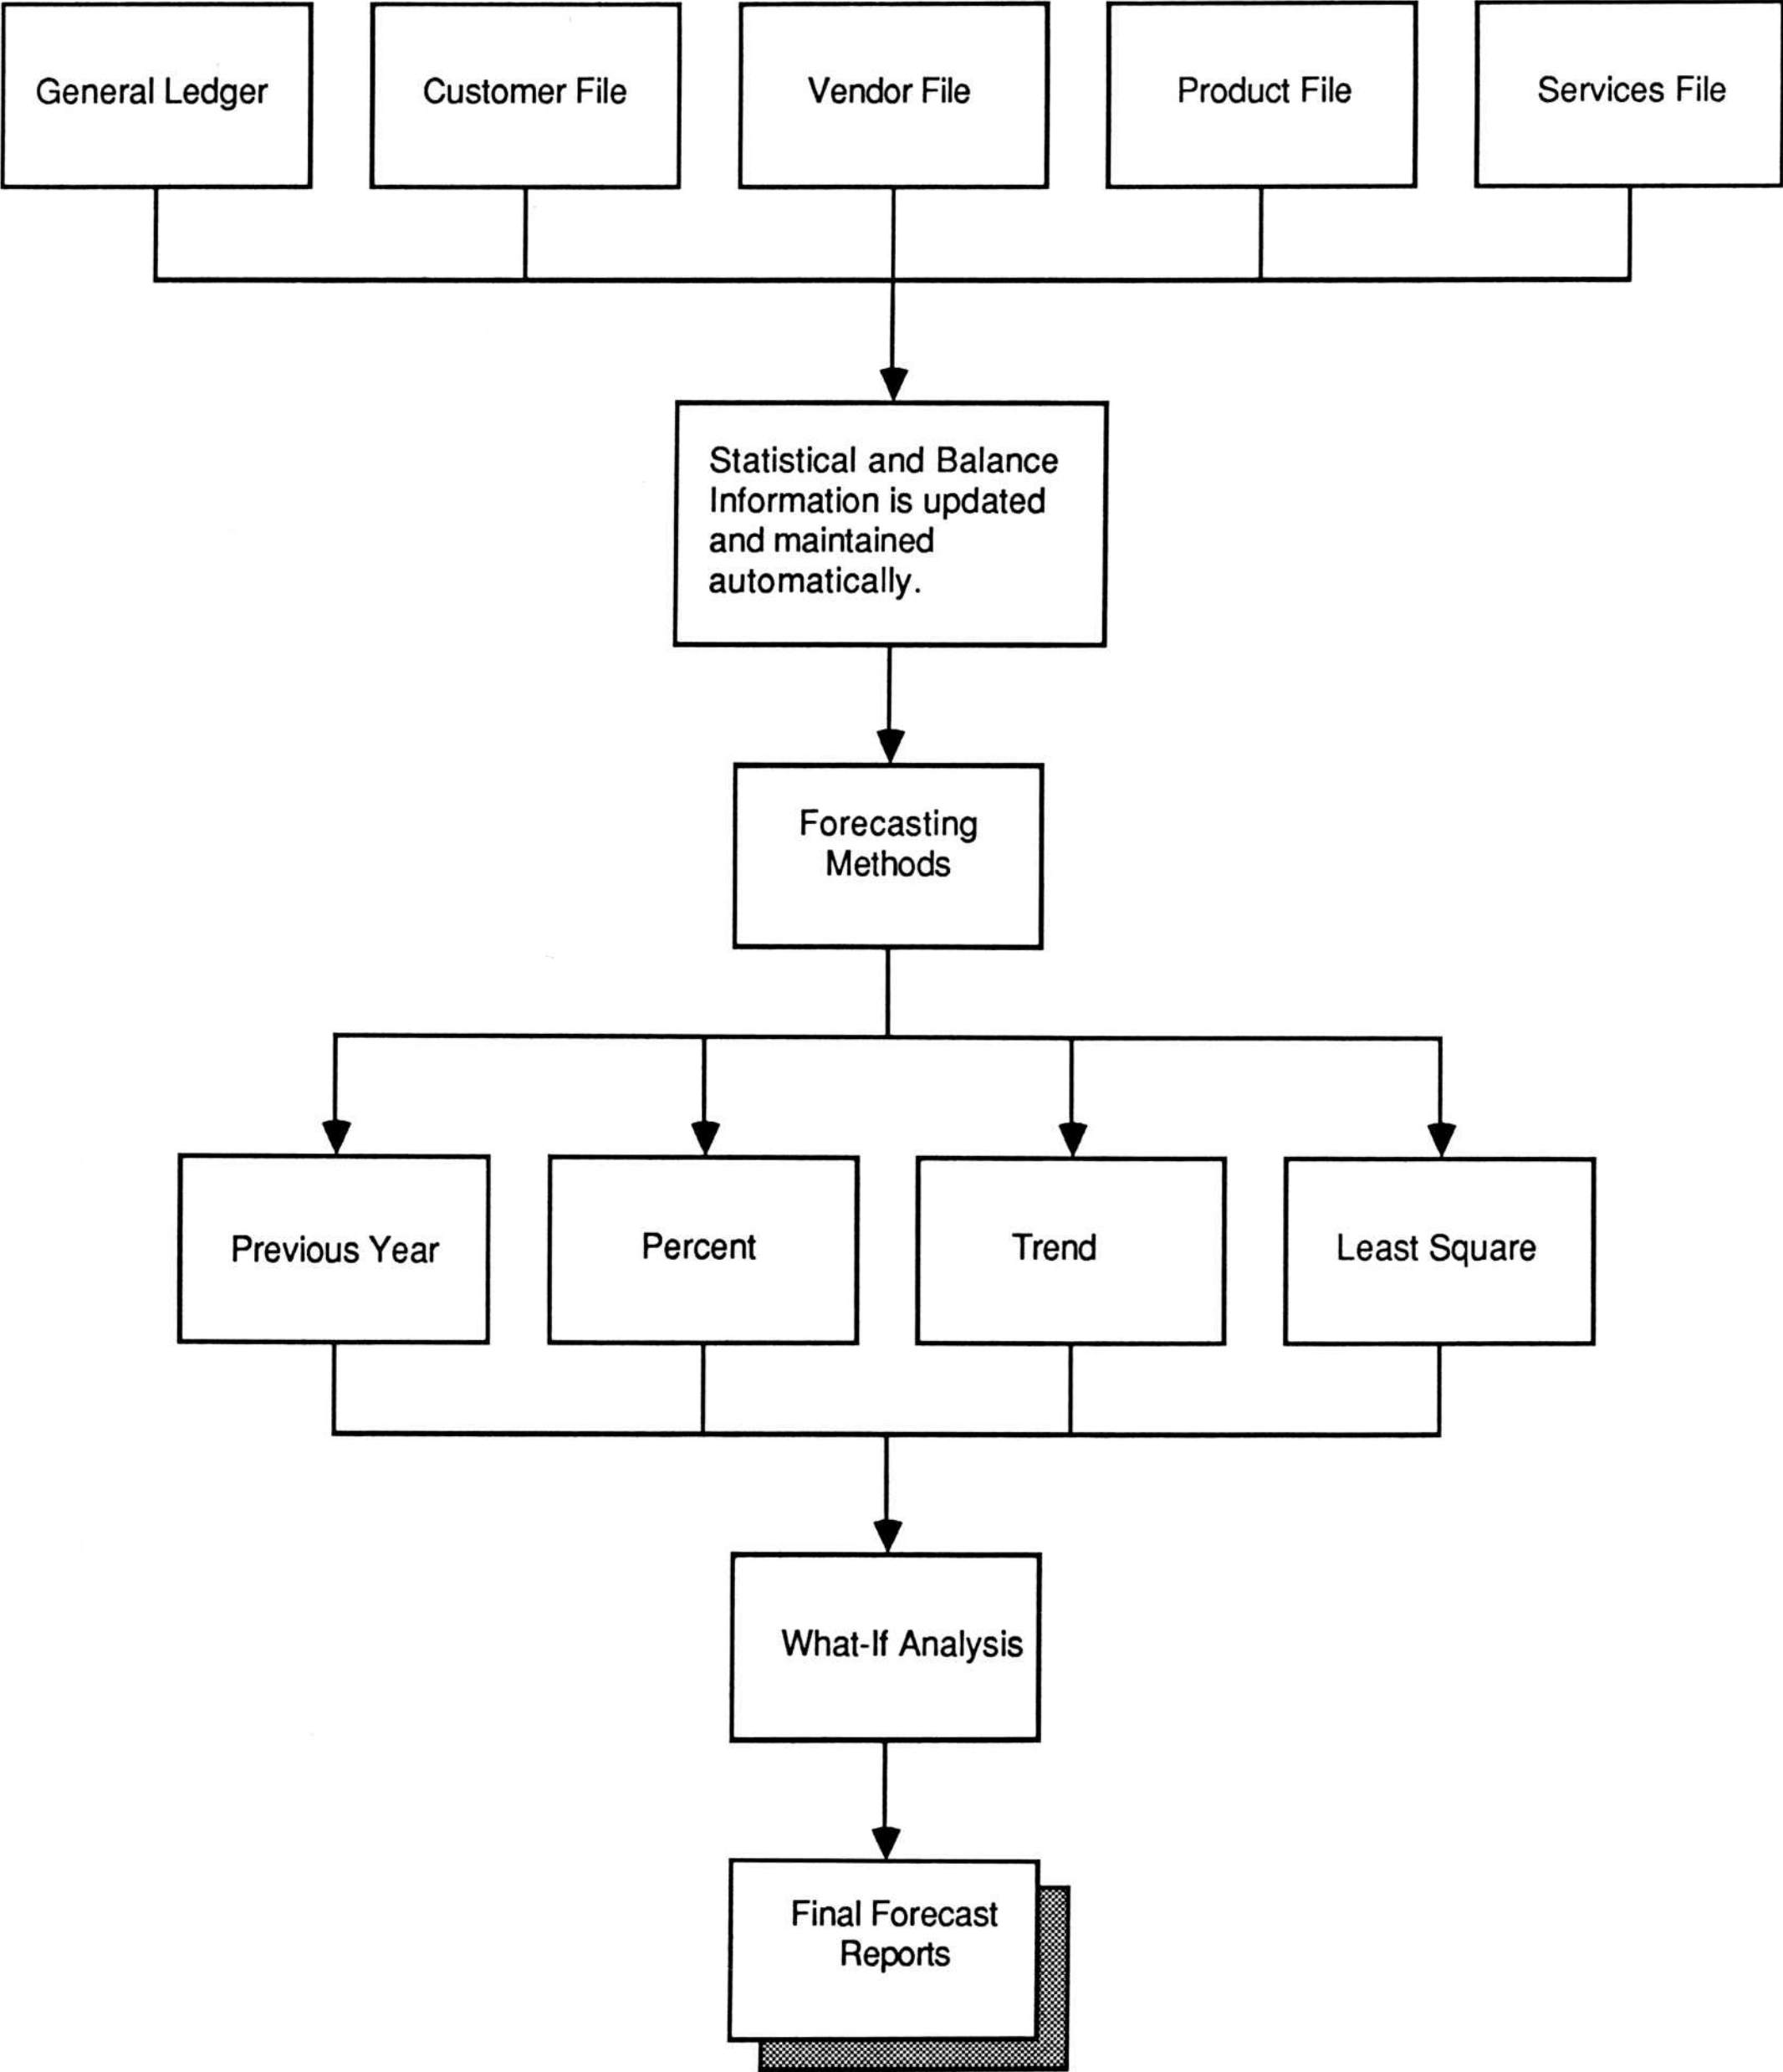 General Ledger
Customer File
Vendor File
Product File
Services File
Statistical and Balance
Information is updated
and maintained
automatically.
Forecasting
Methods
Previous Year
Percent
Trend
Least Square
What-If Analysis
Final Forecast
Reports